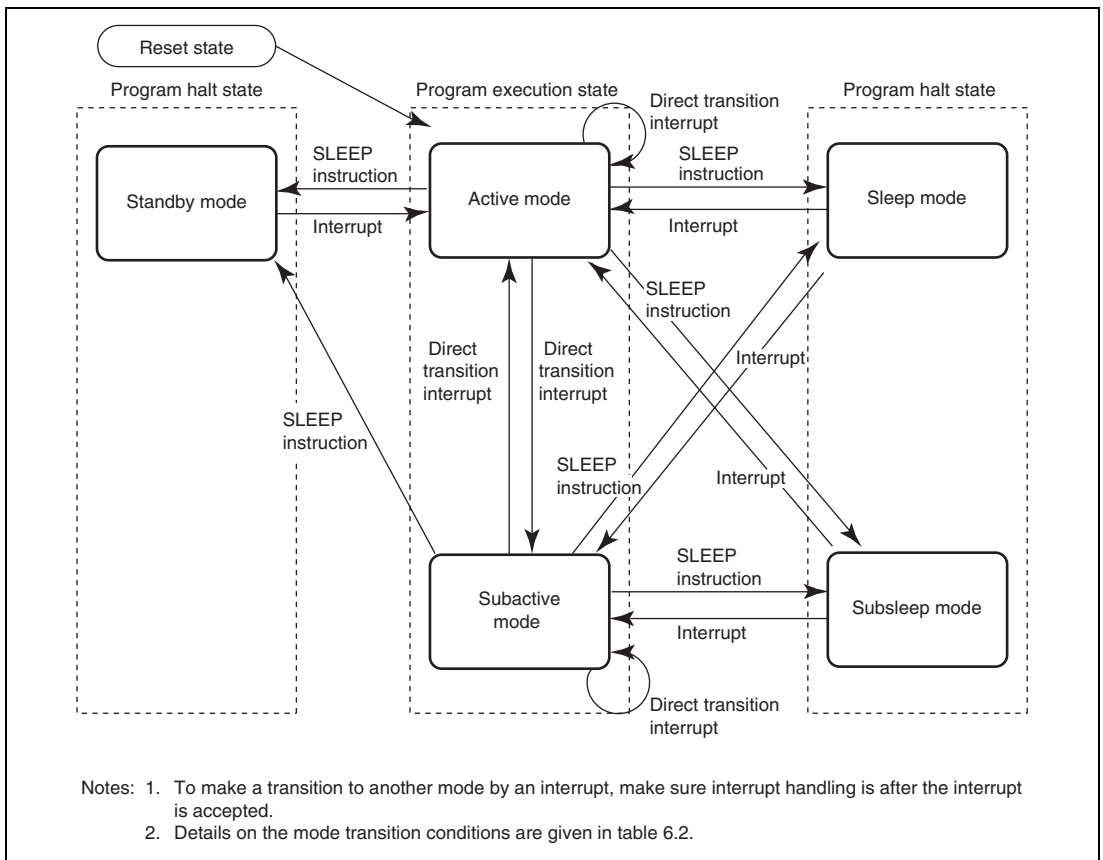 Reset state
Program halt state
Program execution state
Program halt state
Direct transition
interrupt
SLEEP
instruction
SLEEP
instruction
Standby mode
Active mode
Sleep mode
Interrupt
Interrupt
SLEEP
instruction
Direct
transition
interrupt
Direct
transition
interrupt
Interrupt
SLEEP
instruction
SLEEP
instruction
Interrupt
SLEEP
instruction
Subactive
mode
Subsleep mode
Interrupt
Direct transition
interrupt
Notes: 1. To make a transition to another mode by an interrupt, make sure interrupt handling is after the interrupt
is accepted.
2. Details on the mode transition conditions are given in table 6.2.